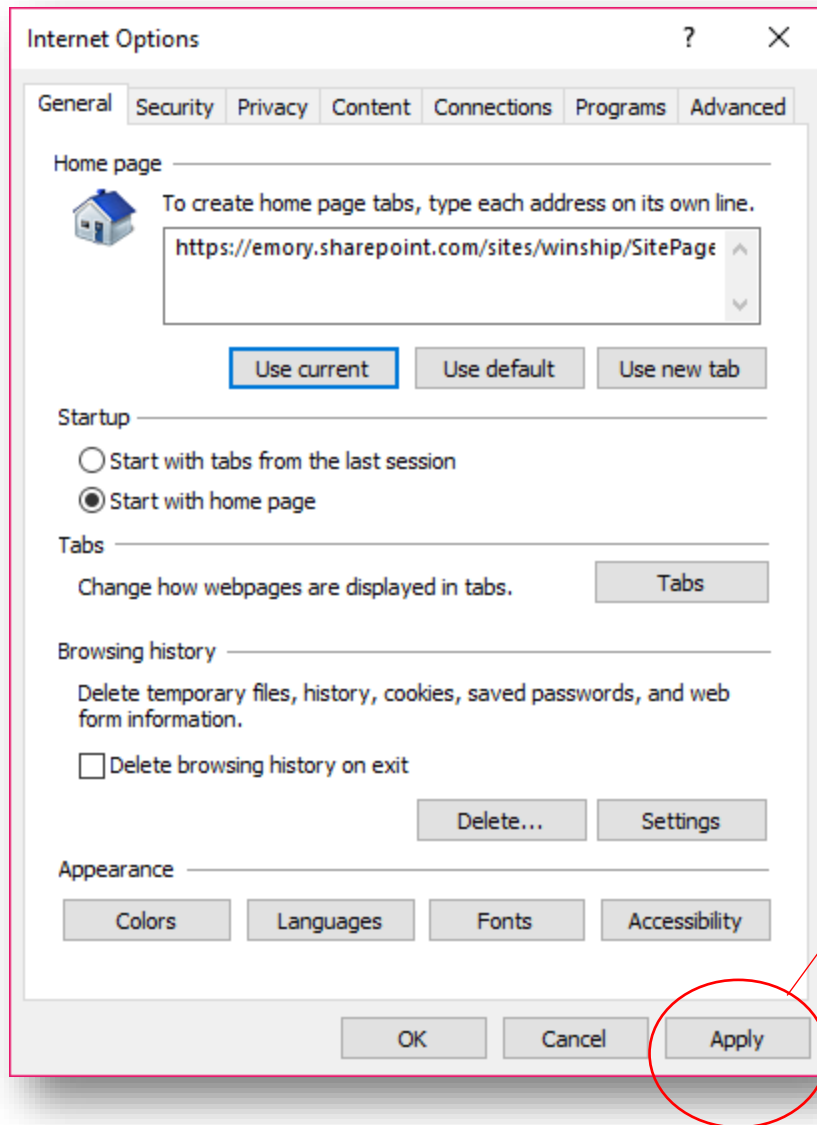 Internet Options ?
General Security Privacy Content Connections Programs Advanced
Home page
To create home page tabs, type each address on its own line.
https://emory.sharepoint.com/sites/winship/SitePage
Use current Use default Use new tab
Startup
Start with tabs from the last session
Start with home page
Tabs
Change how webpages are displayed in tabs. Tabs
Browsing history
Delete temporary files, history, cookies, saved passwords, and web
form information.
Delete browsing history on exit
Delete... Settings
Appearance
Colors Languages Fonts Accessibility
OK Cancel Apply